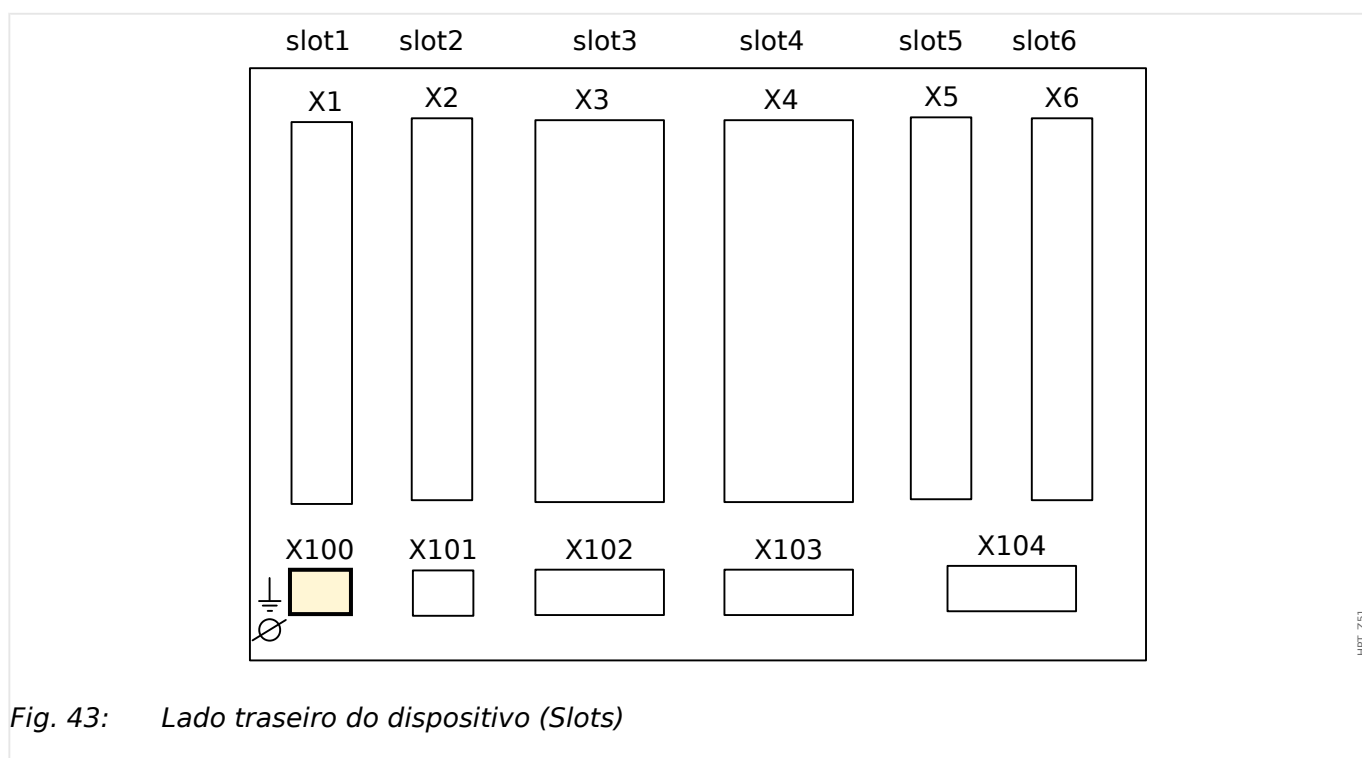 slot1 slot2 slot3 slot4 slot5 slot6
X1 X2 X3 X4 X5 X6
X100 X101 X102 X103 X104
Fig. 43: Lado traseiro do dispositivo (Slots)